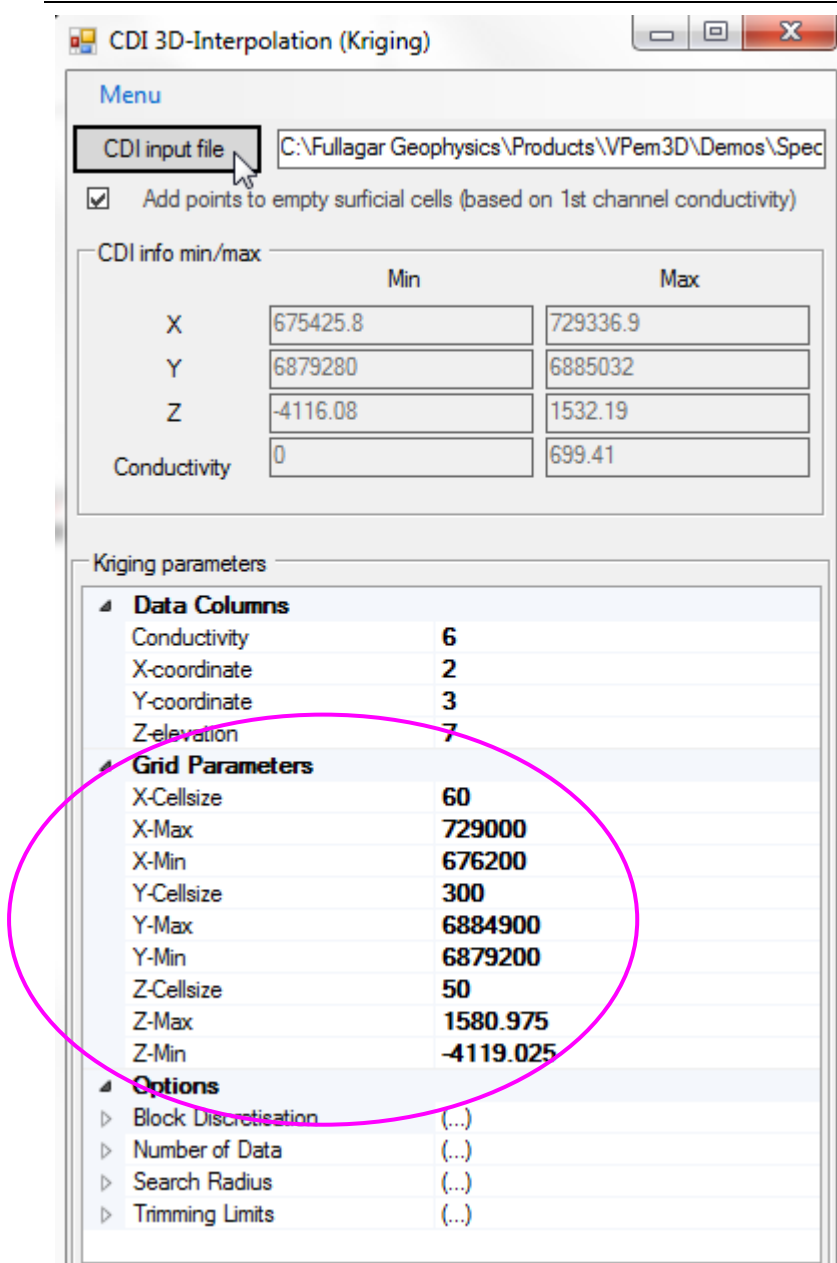 CDI 3D-Interpolation (Kriging)
Menu
CDI input file C:\Fullagar Geophysics\Products\VPem3D\Demos\Spec
Add points to empty surficial cells (based on 1st channel conductivity)
CDI info min/max
Min Max
X 675425.8 729336.9
Y 6879280 6885032
Z -4116.08 1532.19
Conductivity 0 699.41
Kriging parameters
Data Columns
Conductivity 6
X-coordinate 2
Y-coordinate 3
Z-elevation 7
Grid Parameters
X-Cellsize 60
X-Max 729000
X-Min 676200
Y-Cellsize 300
Y-Max 6884900
Y-Min 6879200
Z-Cellsize 50
Z-Max 1580.975
Z-Min -4119.025
Options
Block Discretisation (...)
Number of Data (...)
Search Radius (...)
Trimming Limits (...)